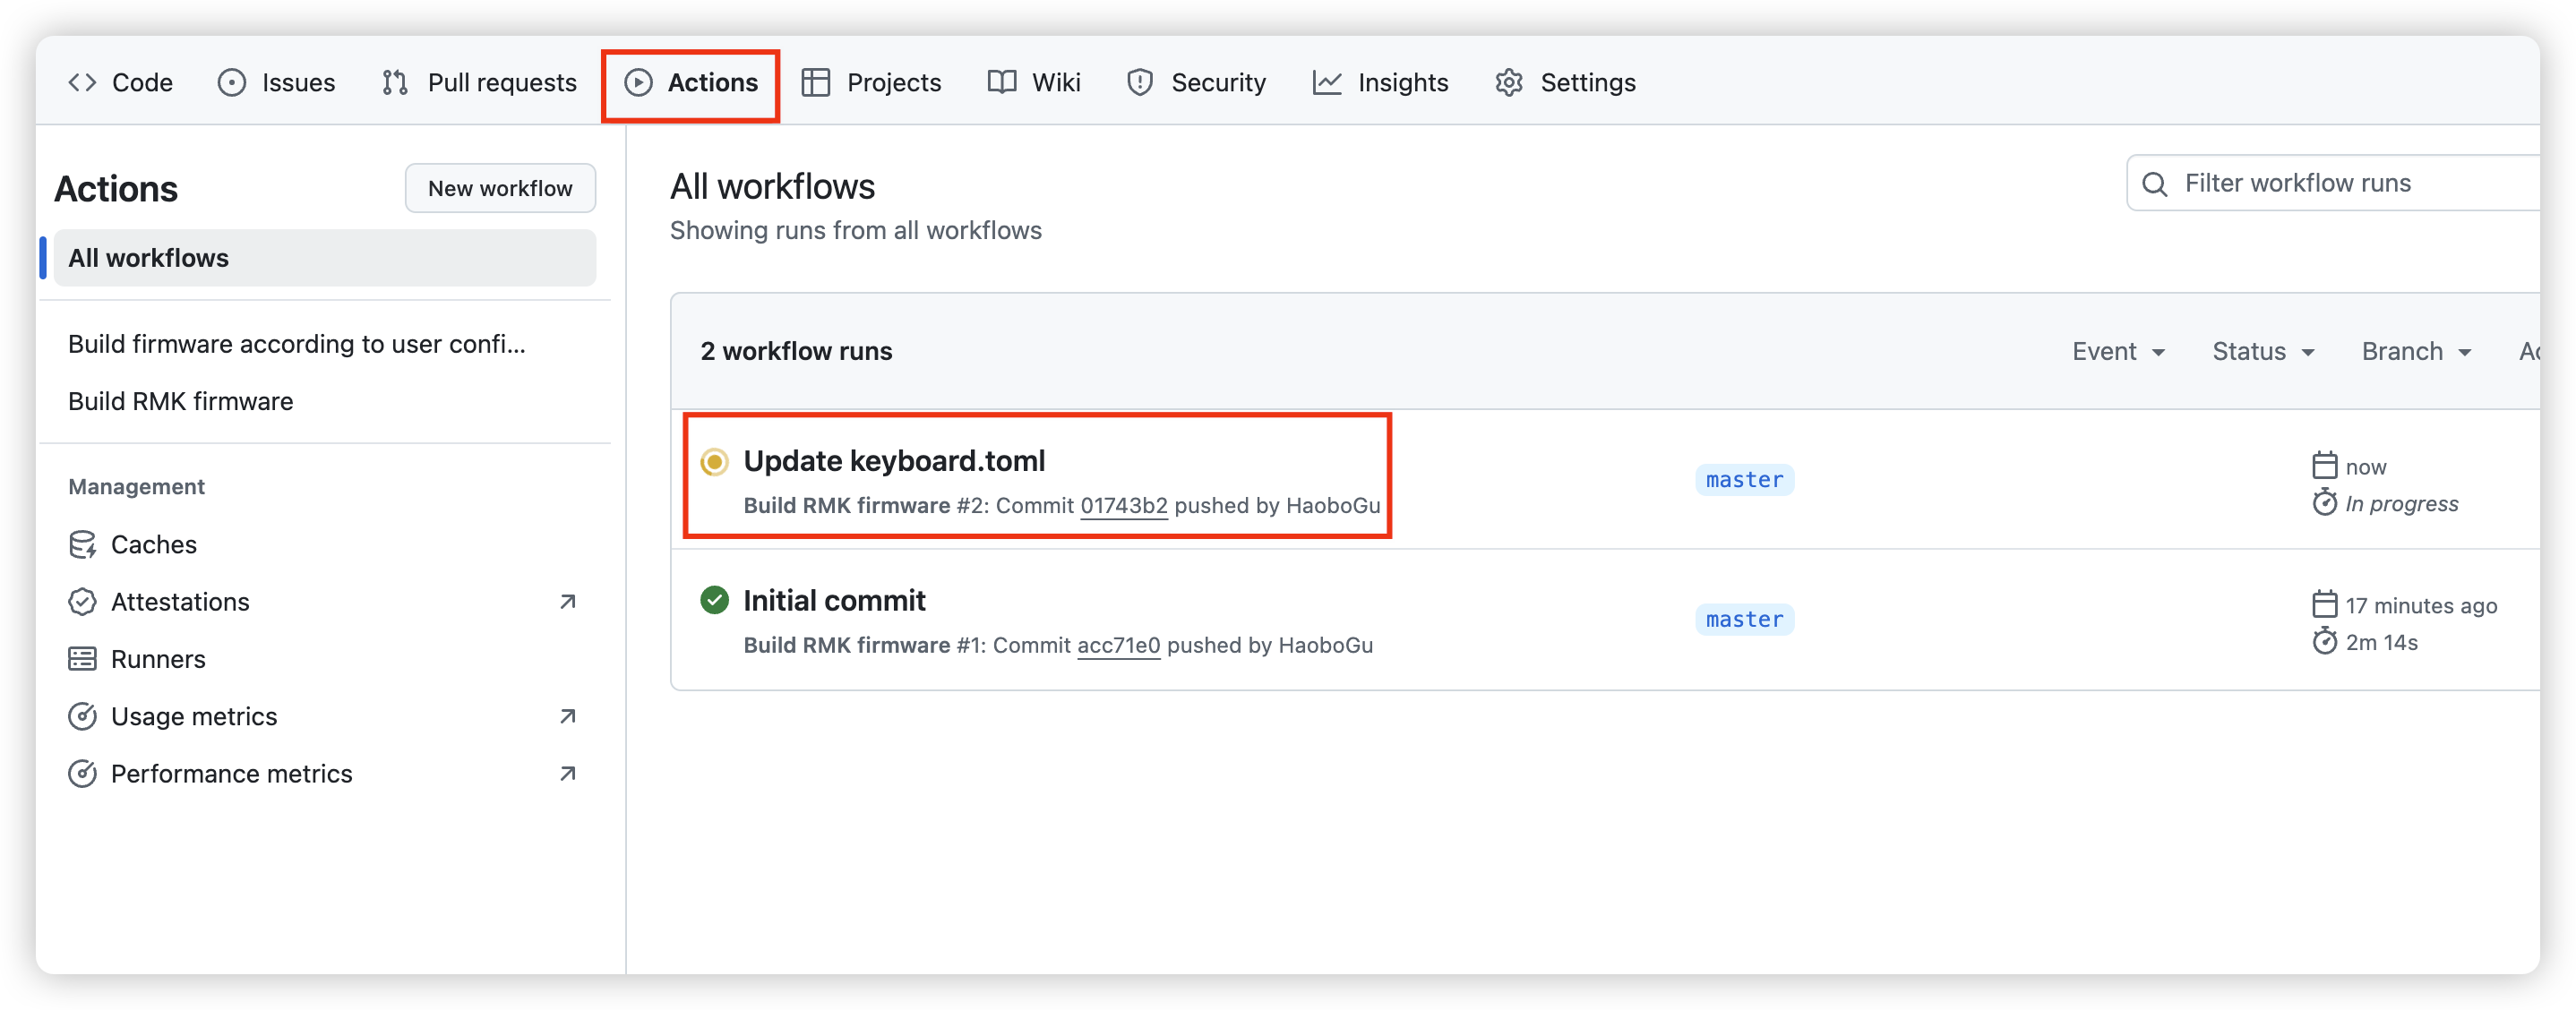 Code Issues Pull requests Actions Projects Wiki Security Insights Settings
Actions
New workflow
All workflows
Build firmware according to user confi...
Build RMK firmware
Management
Caches
Attestations
Runners
Usage metrics
Performance metrics
All workflows
Showing runs from all workflows
Filter workflow runs
2 workflow runs
Event Status Branch
Update keyboard.toml
Build RMK firmware #2: Commit 01743b2 pushed by HaoboGu
master
now
In progress
Initial commit
Build RMK firmware #1: Commit acc71e0 pushed by HaoboGu
master
17 minutes ago
2m 14s